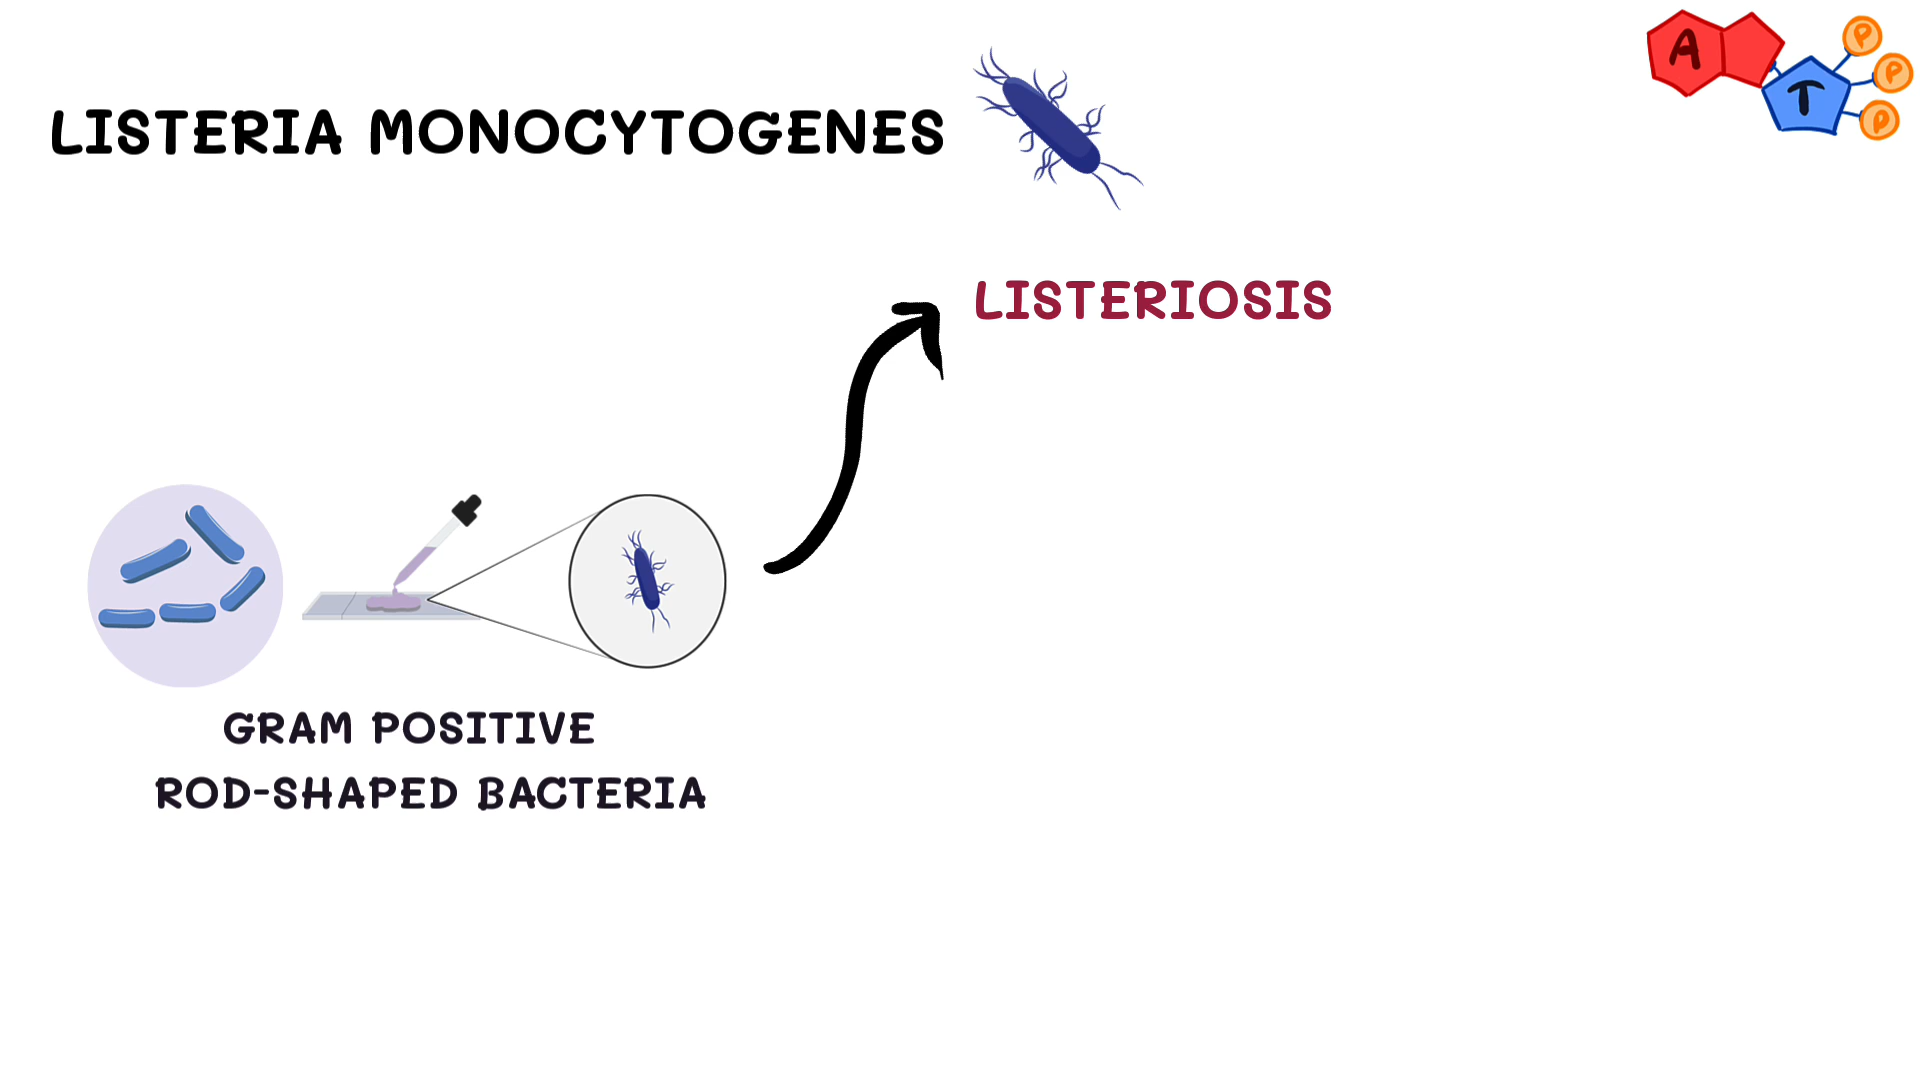 LISTERIA MONOCYTOGENES
A
T
P
P
P
LISTERIOSIS
GRAM POSITIVE
ROD-SHAPED BACTERIA